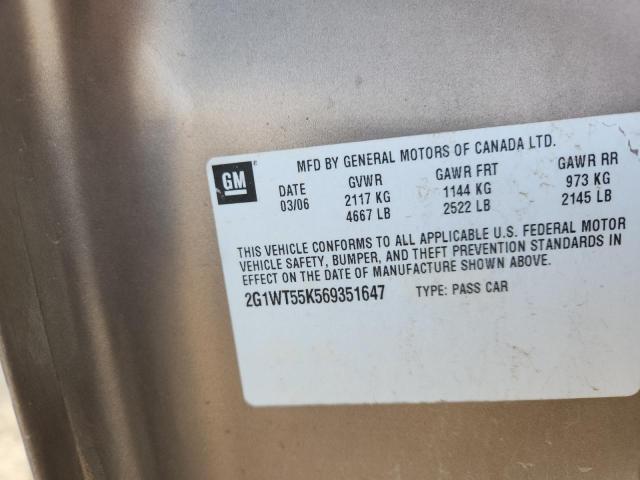 MFD BY GENERAL MOTORS OF CANADA LTD.
GM
DATE GVWR GAWR FRT GAWR RR
03/06 2117 KG 1144 KG 973 KG
4667 LB 2522 LB 2145 LB
THIS VEHICLE CONFORMS TO ALL APPLICABLE U.S. FEDERAL MOTOR
VEHICLE SAFETY, BUMPER, AND THEFT PREVENTION STANDARDS IN
EFFECT ON THE DATE OF MANUFACTURE SHOWN ABOVE.
2G1WT55K569351647 TYPE: PASS CAR